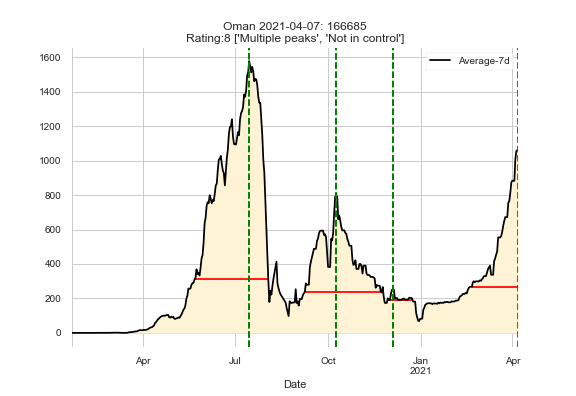 Oman 2021-04-07: 166685
Rating:8 ['Multiple peaks', 'Not in control']
Average-7d
1600
1400
1200
1000
800
600
400
200
0
Apr
Jul
Oct
Jan
2021
Apr
Date